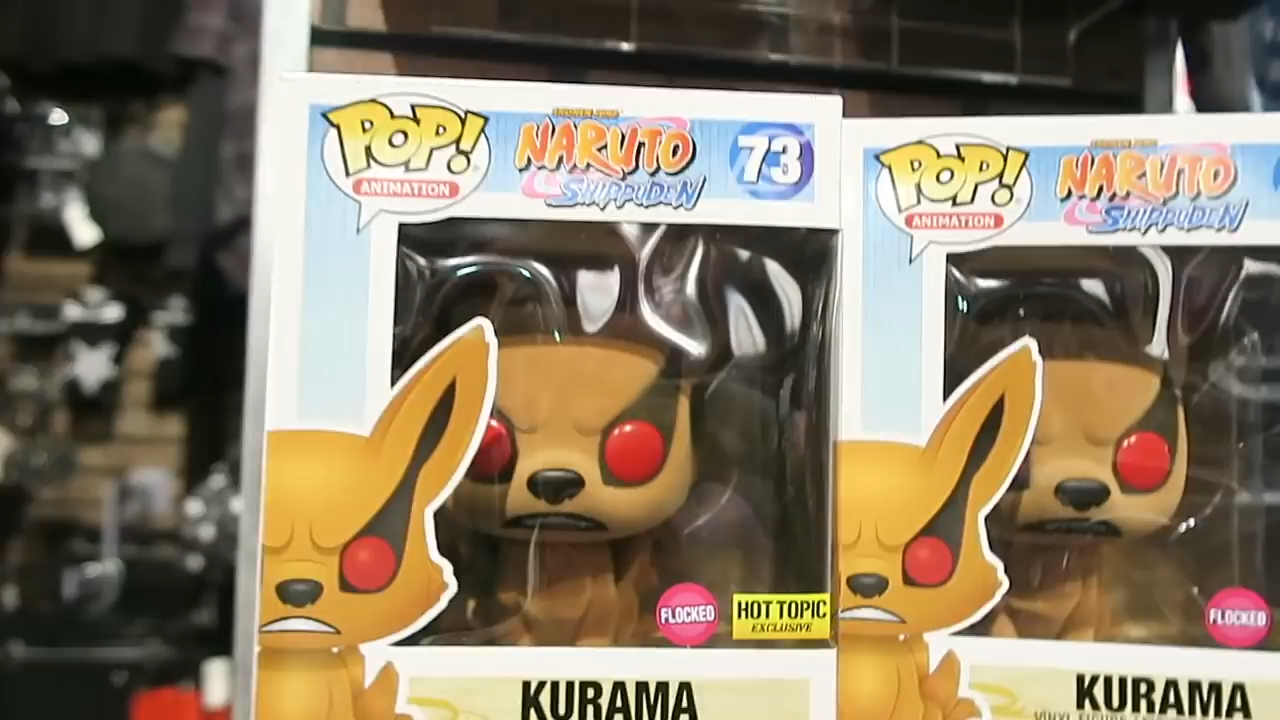 POP!
ANIMATION
NARUTO
SHIPPUDEN
73
FLOCKED
HOT TOPIC
EXCLUSIVE
KURAMA
POP!
ANIMATION
NARUTO
SHIPPUDEN
FLOCKED
KURAMA